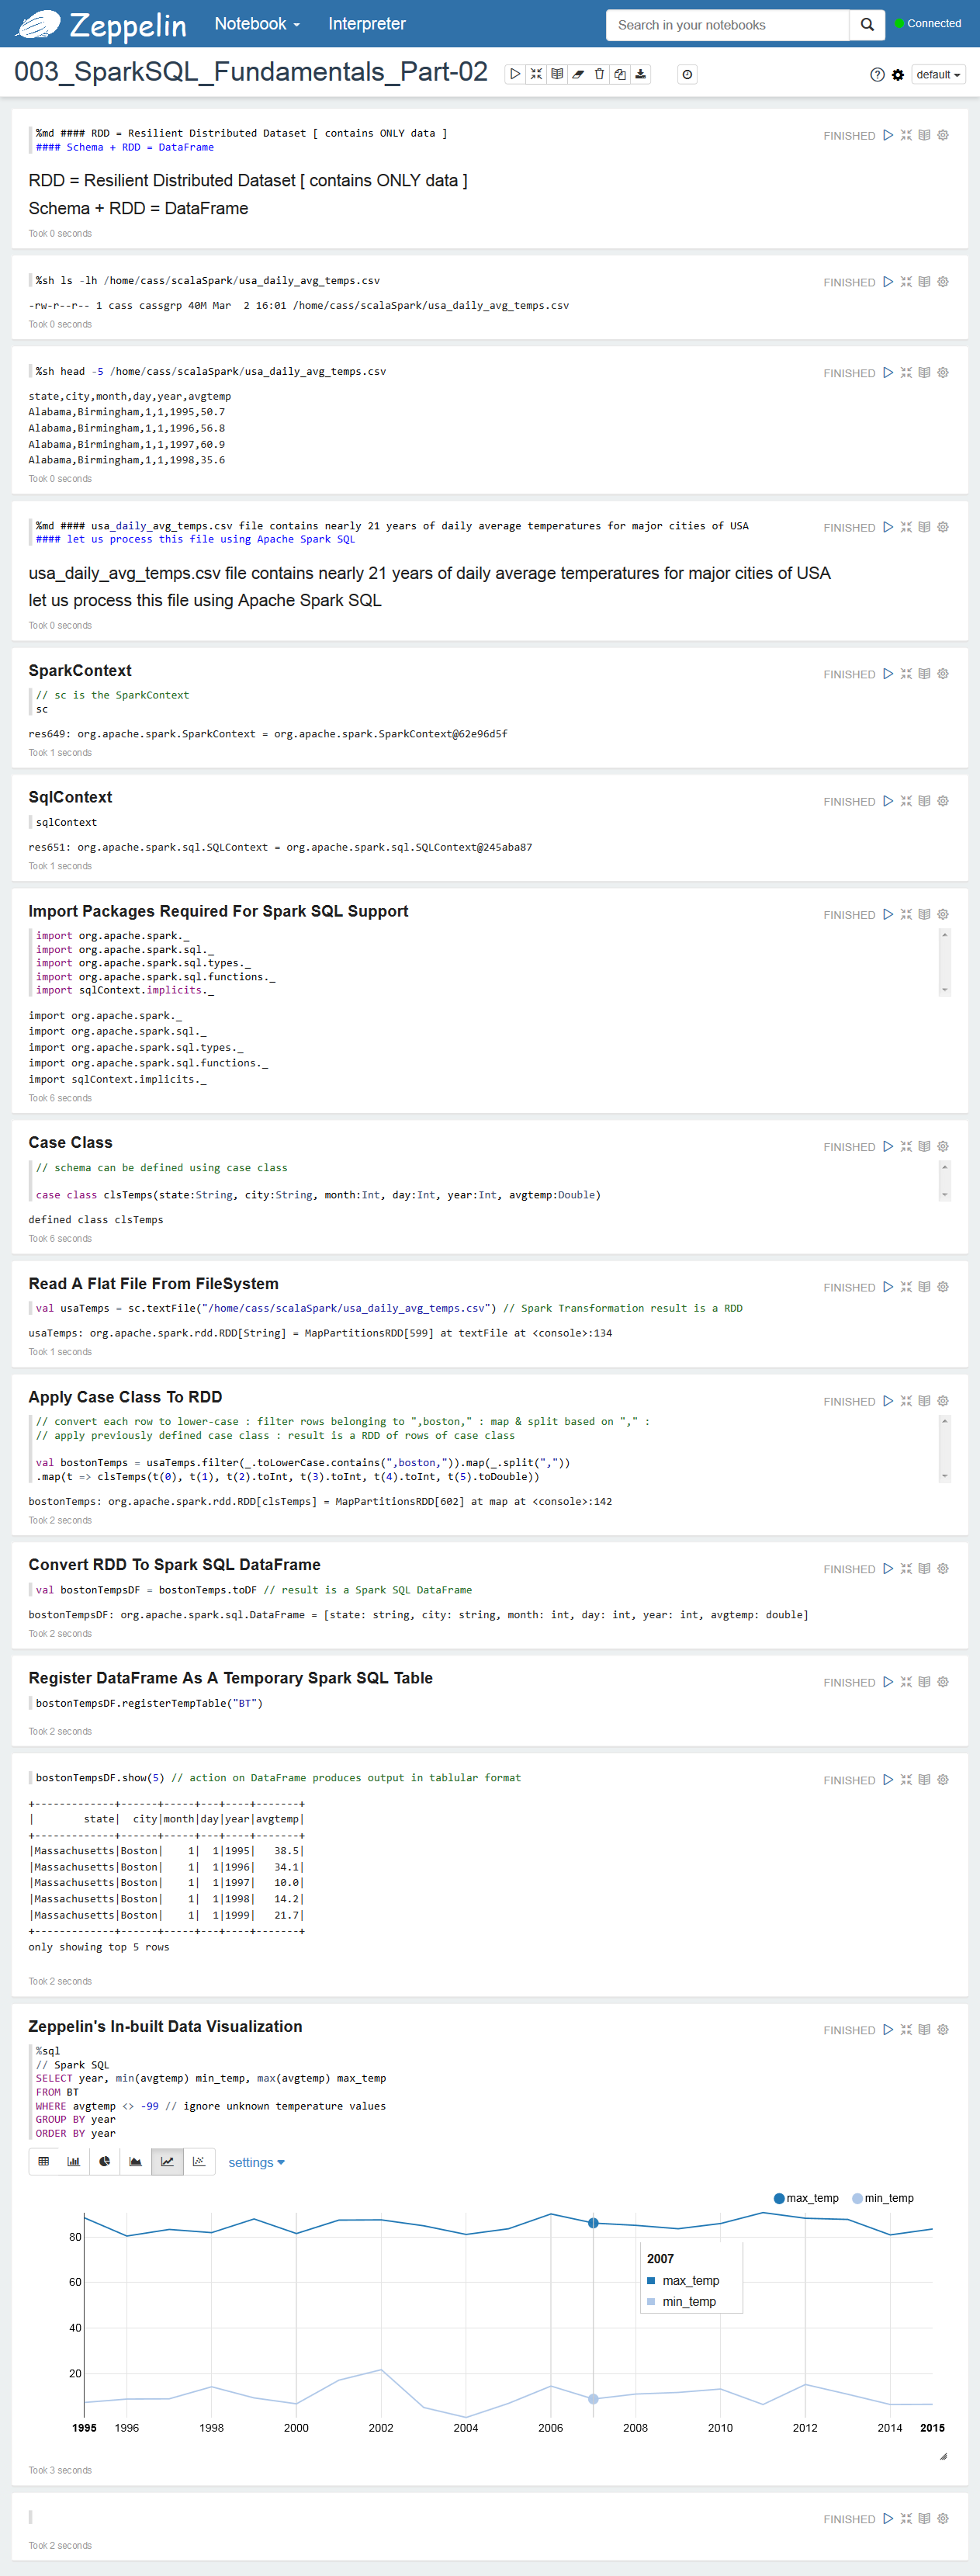 Zeppelin Notebook Interpreter Search in your notebooks Connected
003_SparkSQL_Fundamentals_Part-02 default
%md #### RDD = Resilient Distributed Dataset [ contains ONLY data ] FINISHED
#### Schema + RDD = DataFrame
RDD = Resilient Distributed Dataset [ contains ONLY data ]
Schema + RDD = DataFrame
Took 0 seconds
%sh ls -lh /home/cass/scalaSpark/usa_daily_avg_temps.csv FINISHED
-rw-r--r-- 1 cass cassgrp 40M Mar  2 16:01 /home/cass/scalaSpark/usa_daily_avg_temps.csv
Took 0 seconds
%sh head -5 /home/cass/scalaSpark/usa_daily_avg_temps.csv FINISHED
state,city,month,day,year,avgtemp
Alabama,Birmingham,1,1,1995,50.7
Alabama,Birmingham,1,1,1996,56.8
Alabama,Birmingham,1,1,1997,60.9
Alabama,Birmingham,1,1,1998,35.6
Took 0 seconds
%md #### usa_daily_avg_temps.csv file contains nearly 21 years of daily average temperatures for major cities of USA FINISHED
#### let us process this file using Apache Spark SQL
usa_daily_avg_temps.csv file contains nearly 21 years of daily average temperatures for major cities of USA
let us process this file using Apache Spark SQL
Took 0 seconds
SparkContext FINISHED
// sc is the SparkContext
sc
res649: org.apache.spark.SparkContext = org.apache.spark.SparkContext@62e96d5f
Took 1 seconds
SqlContext FINISHED
sqlContext
res651: org.apache.spark.sql.SQLContext = org.apache.spark.sql.SQLContext@245aba87
Took 1 seconds
Import Packages Required For Spark SQL Support FINISHED
import org.apache.spark._
import org.apache.spark.sql._
import org.apache.spark.sql.types._
import org.apache.spark.sql.functions._
import sqlContext.implicits._
import org.apache.spark._
import org.apache.spark.sql._
import org.apache.spark.sql.types._
import org.apache.spark.sql.functions._
import sqlContext.implicits._
Took 6 seconds
Case Class FINISHED
// schema can be defined using case class
case class clsTemps(state:String, city:String, month:Int, day:Int, year:Int, avgtemp:Double)
defined class clsTemps
Took 6 seconds
Read A Flat File From FileSystem FINISHED
val usaTemps = sc.textFile("/home/cass/scalaSpark/usa_daily_avg_temps.csv") // Spark Transformation result is a RDD
usaTemps: org.apache.spark.rdd.RDD[String] = MapPartitionsRDD[599] at textFile at <console>:134
Took 1 seconds
Apply Case Class To RDD FINISHED
// convert each row to lower-case : filter rows belonging to ",boston," : map & split based on "," :
// apply previously defined case class : result is a RDD of rows of case class
val bostonTemps = usaTemps.filter(_.toLowerCase.contains(",boston,")).map(_.split(","))
.map(t => clsTemps(t(0), t(1), t(2).toInt, t(3).toInt, t(4).toInt, t(5).toDouble))
bostonTemps: org.apache.spark.rdd.RDD[clsTemps] = MapPartitionsRDD[602] at map at <console>:142
Took 2 seconds
Convert RDD To Spark SQL DataFrame FINISHED
val bostonTempsDF = bostonTemps.toDF // result is a Spark SQL DataFrame
bostonTempsDF: org.apache.spark.sql.DataFrame = [state: string, city: string, month: int, day: int, year: int, avgtemp: double]
Took 2 seconds
Register DataFrame As A Temporary Spark SQL Table FINISHED
bostonTempsDF.registerTempTable("BT")
Took 2 seconds
bostonTempsDF.show(5) // action on DataFrame produces output in tablular format FINISHED
+-------------+------+-----+---+----+-------+
|        state|  city|month|day|year|avgtemp|
+-------------+------+-----+---+----+-------+
|Massachusetts|Boston|    1|  1|1995|   38.5|
|Massachusetts|Boston|    1|  1|1996|   34.1|
|Massachusetts|Boston|    1|  1|1997|   10.0|
|Massachusetts|Boston|    1|  1|1998|   14.2|
|Massachusetts|Boston|    1|  1|1999|   21.7|
+-------------+------+-----+---+----+-------+
only showing top 5 rows
Took 2 seconds
Zeppelin's In-built Data Visualization FINISHED
%sql
// Spark SQL
SELECT year, min(avgtemp) min_temp, max(avgtemp) max_temp
FROM BT
WHERE avgtemp <> -99 // ignore unknown temperature values
GROUP BY year
ORDER BY year
settings
max_temp min_temp
80
2007
max_temp
60
min_temp
40
20
1995 1996 1998 2000 2002 2004 2006 2008 2010 2012 2014 2015
Took 3 seconds
FINISHED
Took 2 seconds